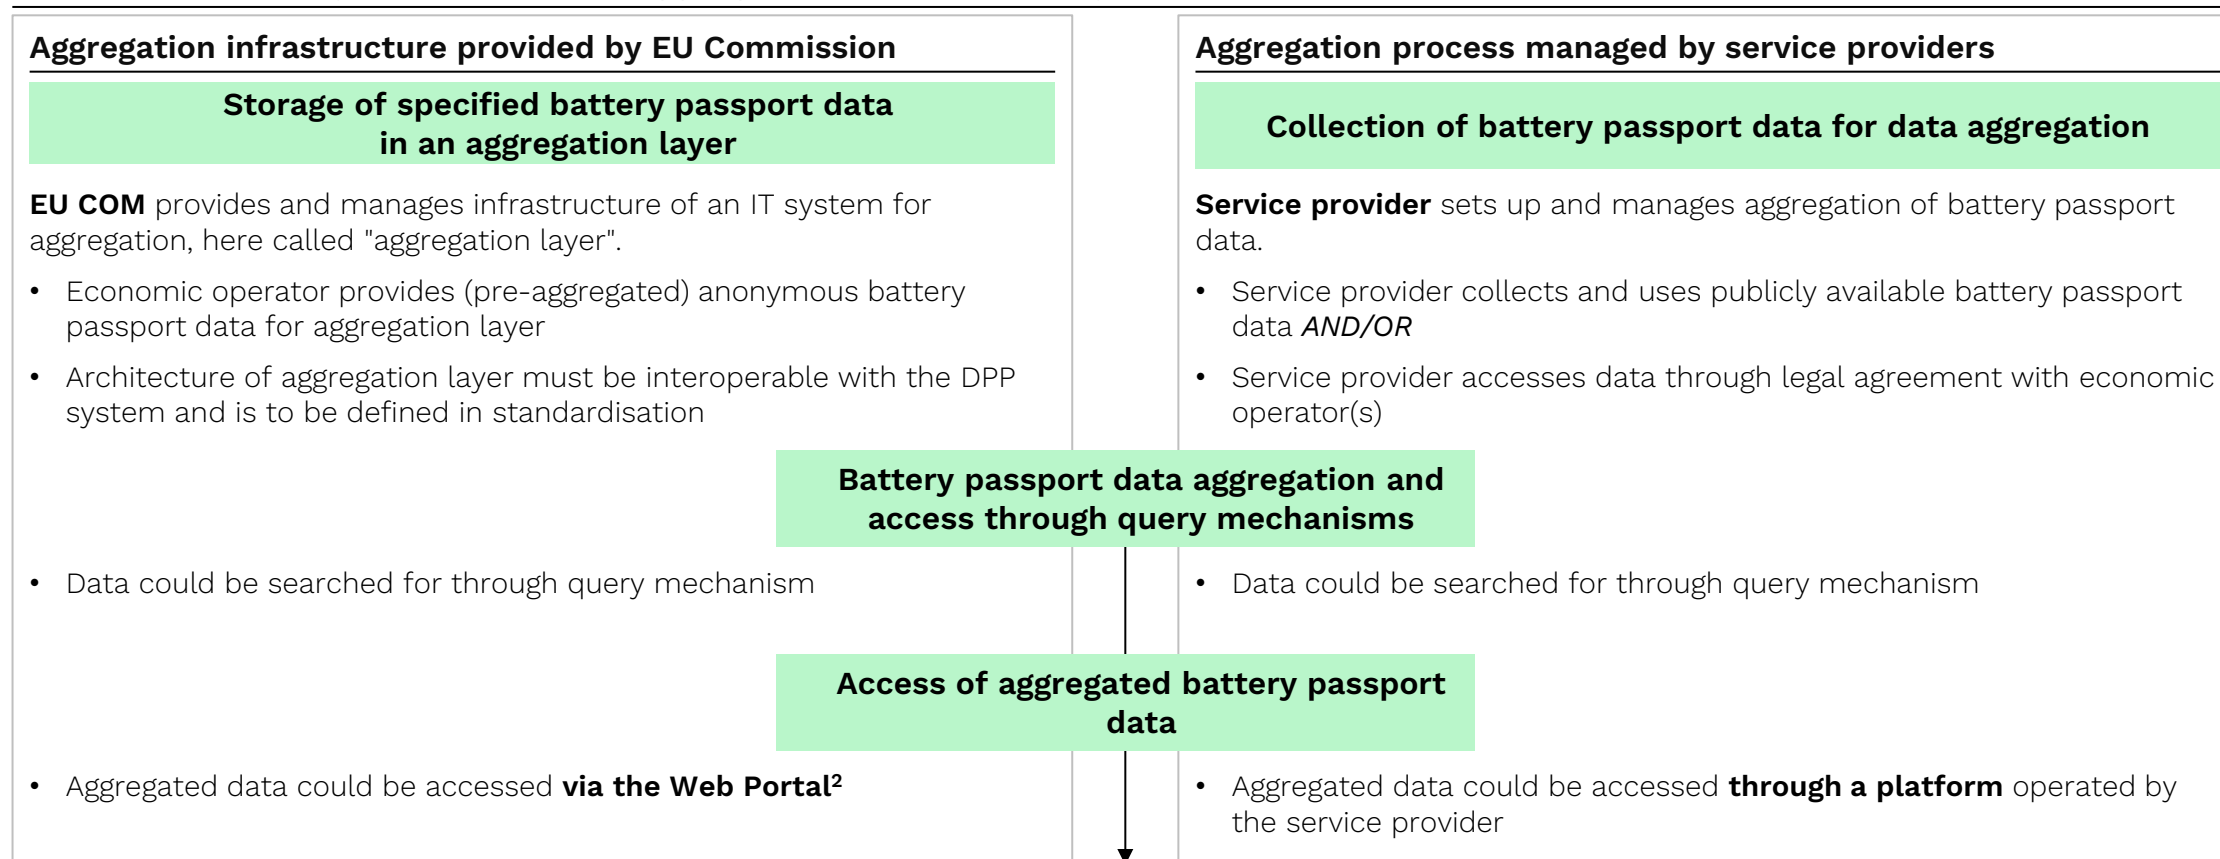 Aggregation infrastructure provided by EU Commission
Storage of specified battery passport data
in an aggregation layer
EU COM provides and manages infrastructure of an IT system for
aggregation, here called "aggregation layer".
• Economic operator provides (pre-aggregated) anonymous battery
passport data for aggregation layer
• Architecture of aggregation layer must be interoperable with the DPP
system and is to be defined in standardisation
Aggregation process managed by service providers
Collection of battery passport data for data aggregation
Service provider sets up and manages aggregation of battery passport
data.
• Service provider collects and uses publicly available battery passport
data AND/OR
• Service provider accesses data through legal agreement with economic
operator(s)
Battery passport data aggregation and
access through query mechanisms
• Data could be searched for through query mechanism
• Data could be searched for through query mechanism
Access of aggregated battery passport
data
• Aggregated data could be accessed via the Web Portal²
• Aggregated data could be accessed through a platform operated by
the service provider